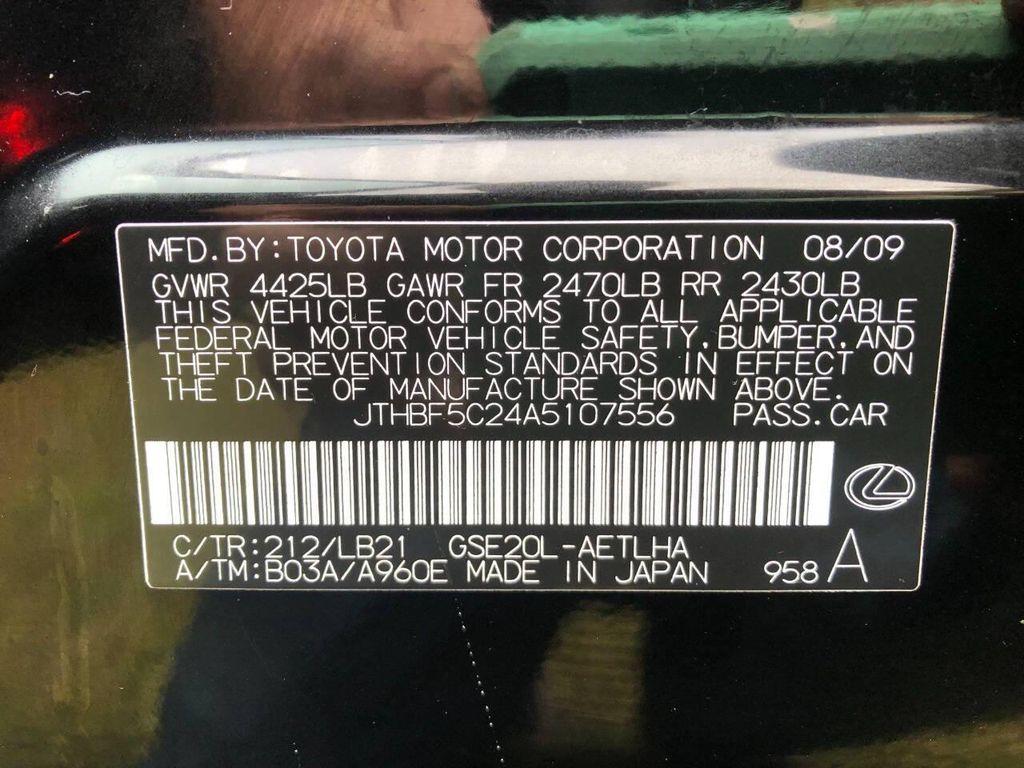 MFD.BY:TOYOTA MOTOR CORPORATION 08/09
GVWR 4425LB GAWR FR 2470LB RR 2430LB
THIS VEHICLE CONFORMS TO ALL APPLICABLE
FEDERAL MOTOR VEHICLE SAFETY,BUMPER,AND
THEFT PREVENTION STANDARDS IN EFFECT ON
THE DATE OF MANUFACTURE SHOWN ABOVE.
JTHBF5C24A5107556 PASS.CAR
C/TR:212/LB21 GSE20L-AETLHA
A/TM:B03A/A960E MADE IN JAPAN 958 A